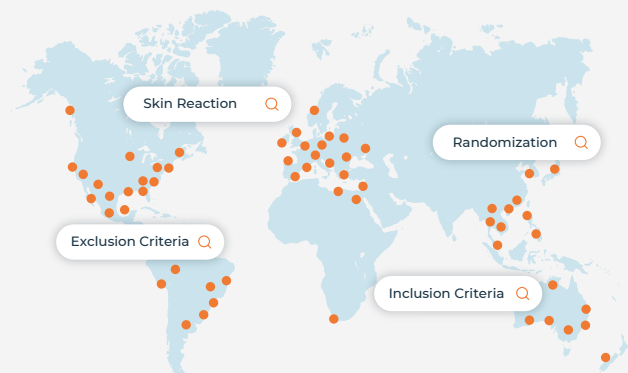 Skin Reaction
Randomization
Exclusion Criteria
Inclusion Criteria